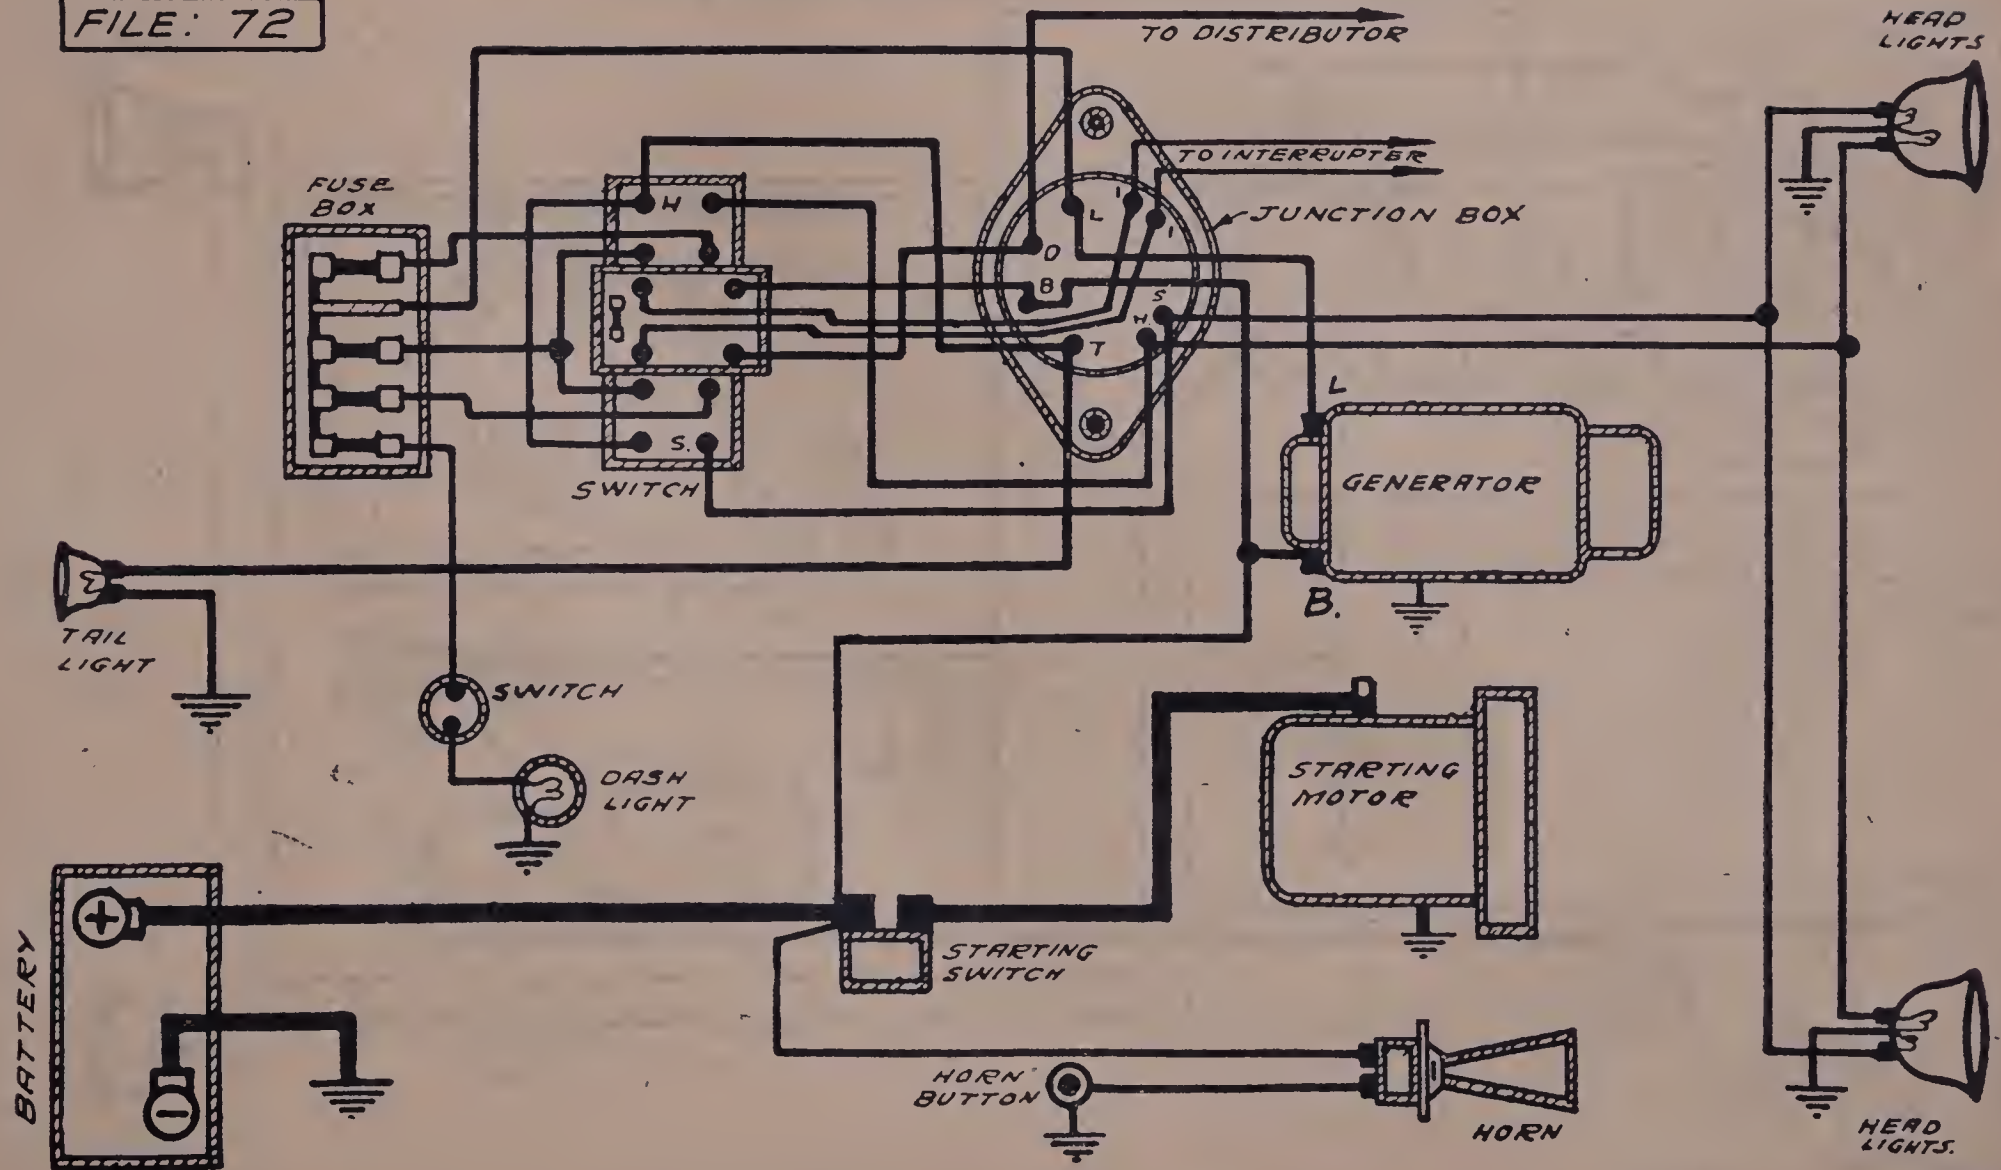 FILE: 72
TO DISTRIBUTOR
HEAD
LIGHTS
TO INTERRUPTER
FUSE
BOX
H
L
I
I
JUNCTION BOX
D
B
S
H
T
L
S.
SWITCH
GENERATOR
B.
TAIL
LIGHT
SWITCH
DASH
LIGHT
STARTING
MOTOR
+
BATTERY
STARTING
SWITCH
−
HORN
BUTTON
HORN
HEAD
LIGHTS.